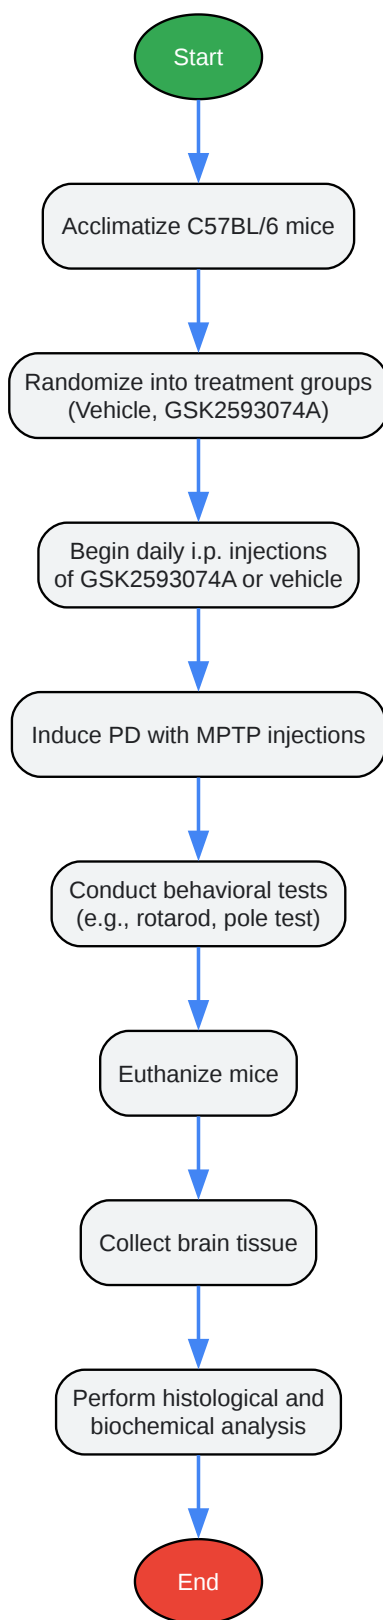 Start
Acclimatize C57BL/6 mice
Randomize into treatment groups
(Vehicle, GSK2593074A)
Begin daily i.p. injections
of GSK2593074A or vehicle
Induce PD with MPTP injections
Conduct behavioral tests
(e.g., rotarod, pole test)
Euthanize mice
Collect brain tissue
Perform histological and
biochemical analysis
End